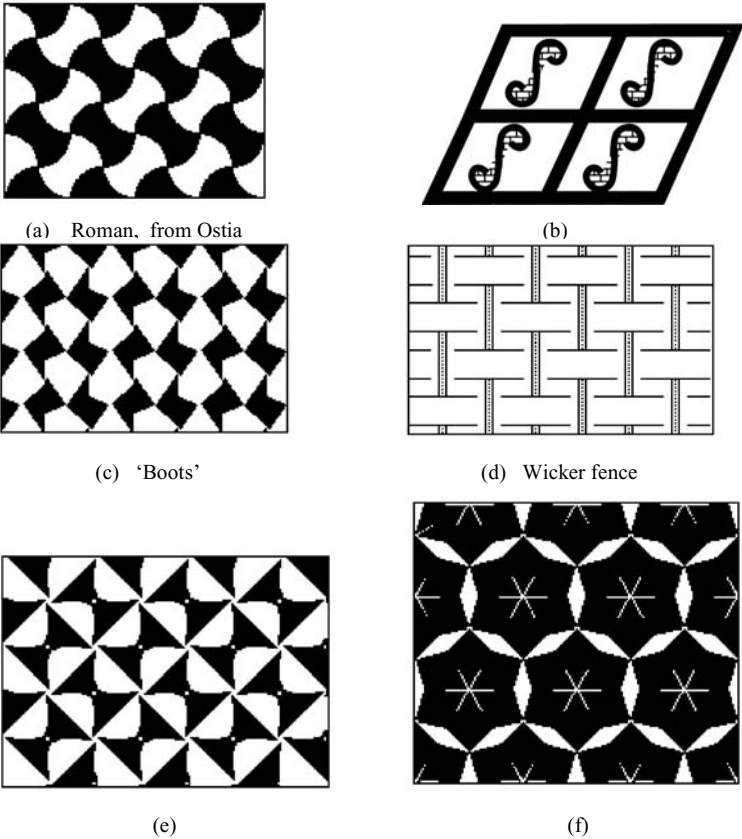 (a) Roman, from Ostia
(b)
(c) ‘Boots’
(d) Wicker fence
(e)
(f)